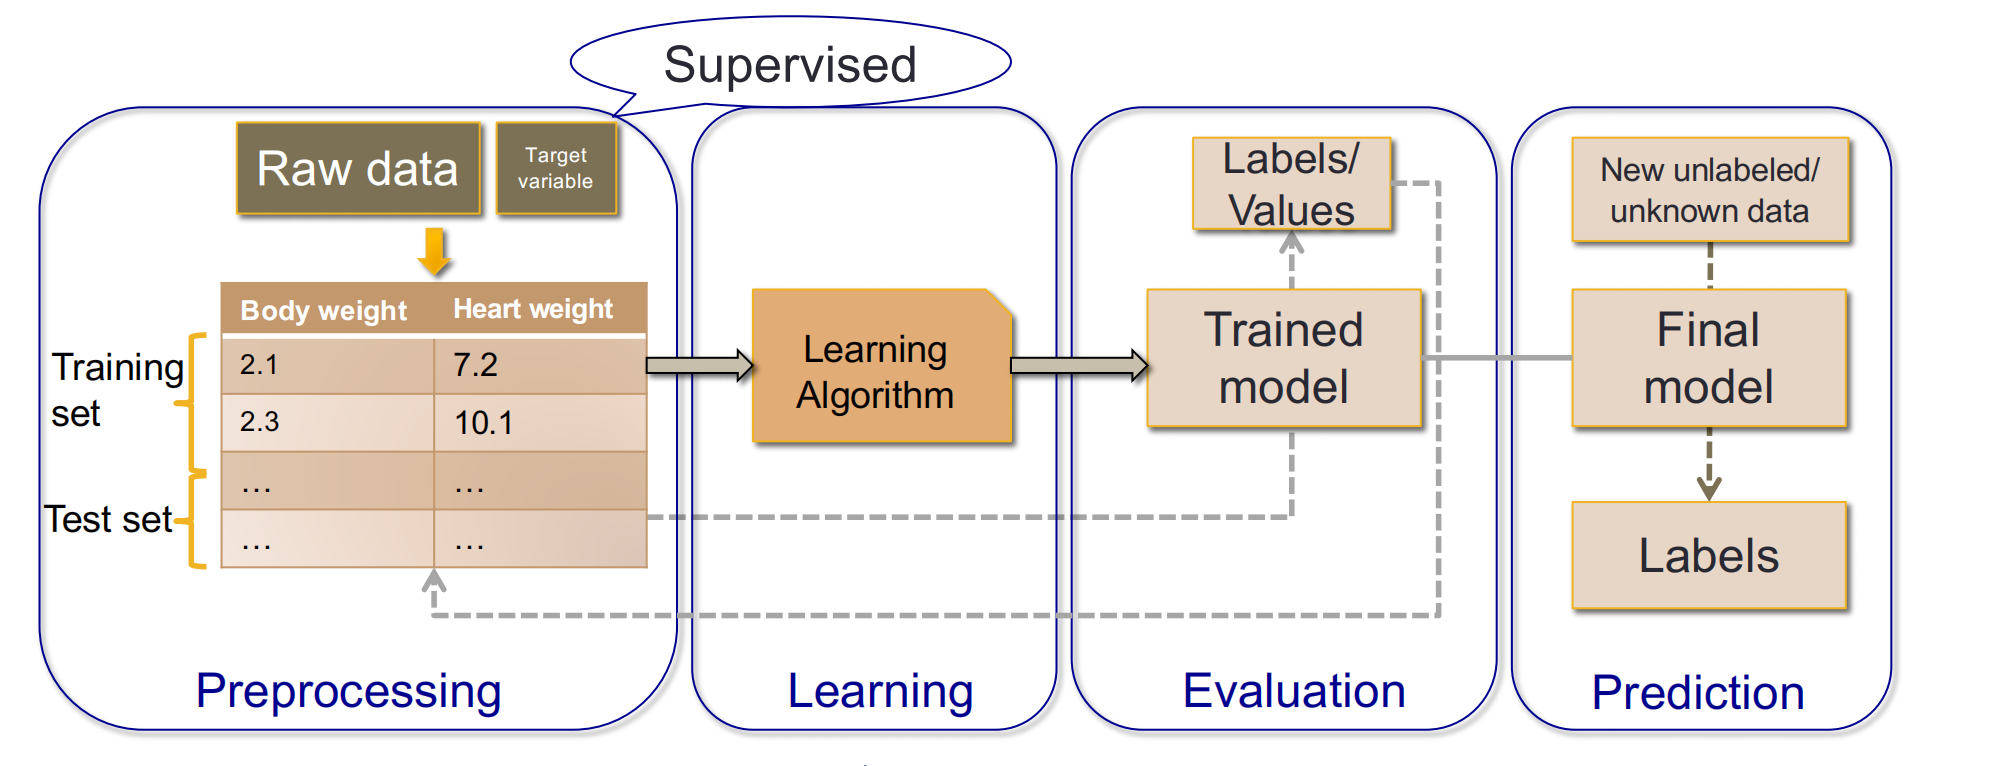 Supervised
Raw data
Target
variable
Body weight
Heart weight
Training
set
2.1
7.2
2.3
10.1
...
...
Test set
...
...
Preprocessing
Learning
Algorithm
Learning
Labels/
Values
Trained
model
Evaluation
New unlabeled/
unknown data
Final
model
Labels
Prediction